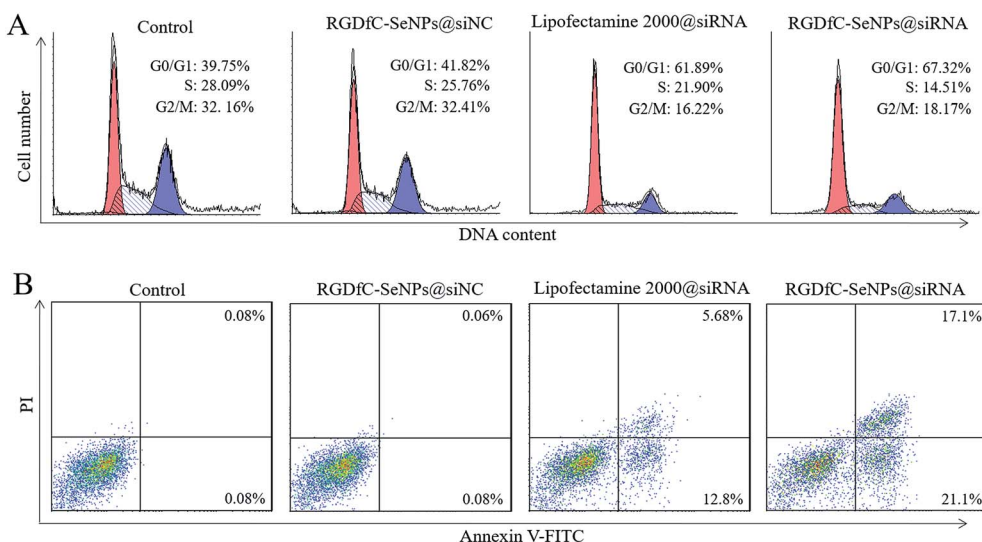 A
Control
RGDfC-SeNPs@siNC
Lipofectamine 2000@siRNA
RGDfC-SeNPs@siRNA
Cell number
G0/G1: 39.75%
S: 28.09%
G2/M: 32. 16%
G0/G1: 41.82%
S: 25.76%
G2/M: 32.41%
G0/G1: 61.89%
S: 21.90%
G2/M: 16.22%
G0/G1: 67.32%
S: 14.51%
G2/M: 18.17%
DNA content
B
Control
RGDfC-SeNPs@siNC
Lipofectamine 2000@siRNA
RGDfC-SeNPs@siRNA
PI
0.08%
0.08%
0.06%
0.08%
5.68%
12.8%
17.1%
21.1%
Annexin V-FITC